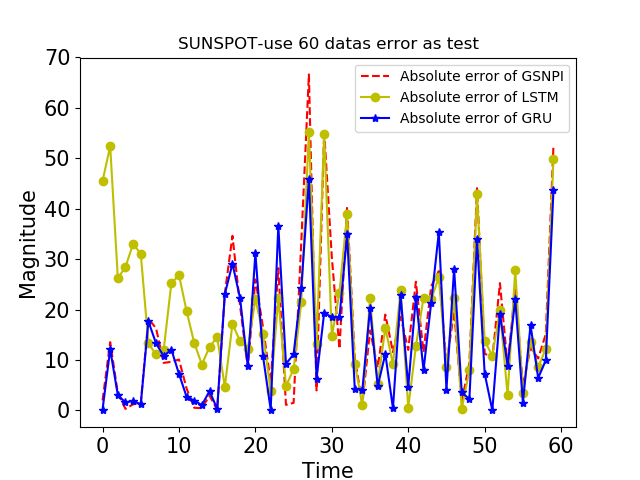 SUNSPOT-use 60 datas error as test
Absolute error of GSNPI
Absolute error of LSTM
Absolute error of GRU
Magnitude
70
60
50
40
30
20
10
0
0 10 20 30 40 50 60
Time